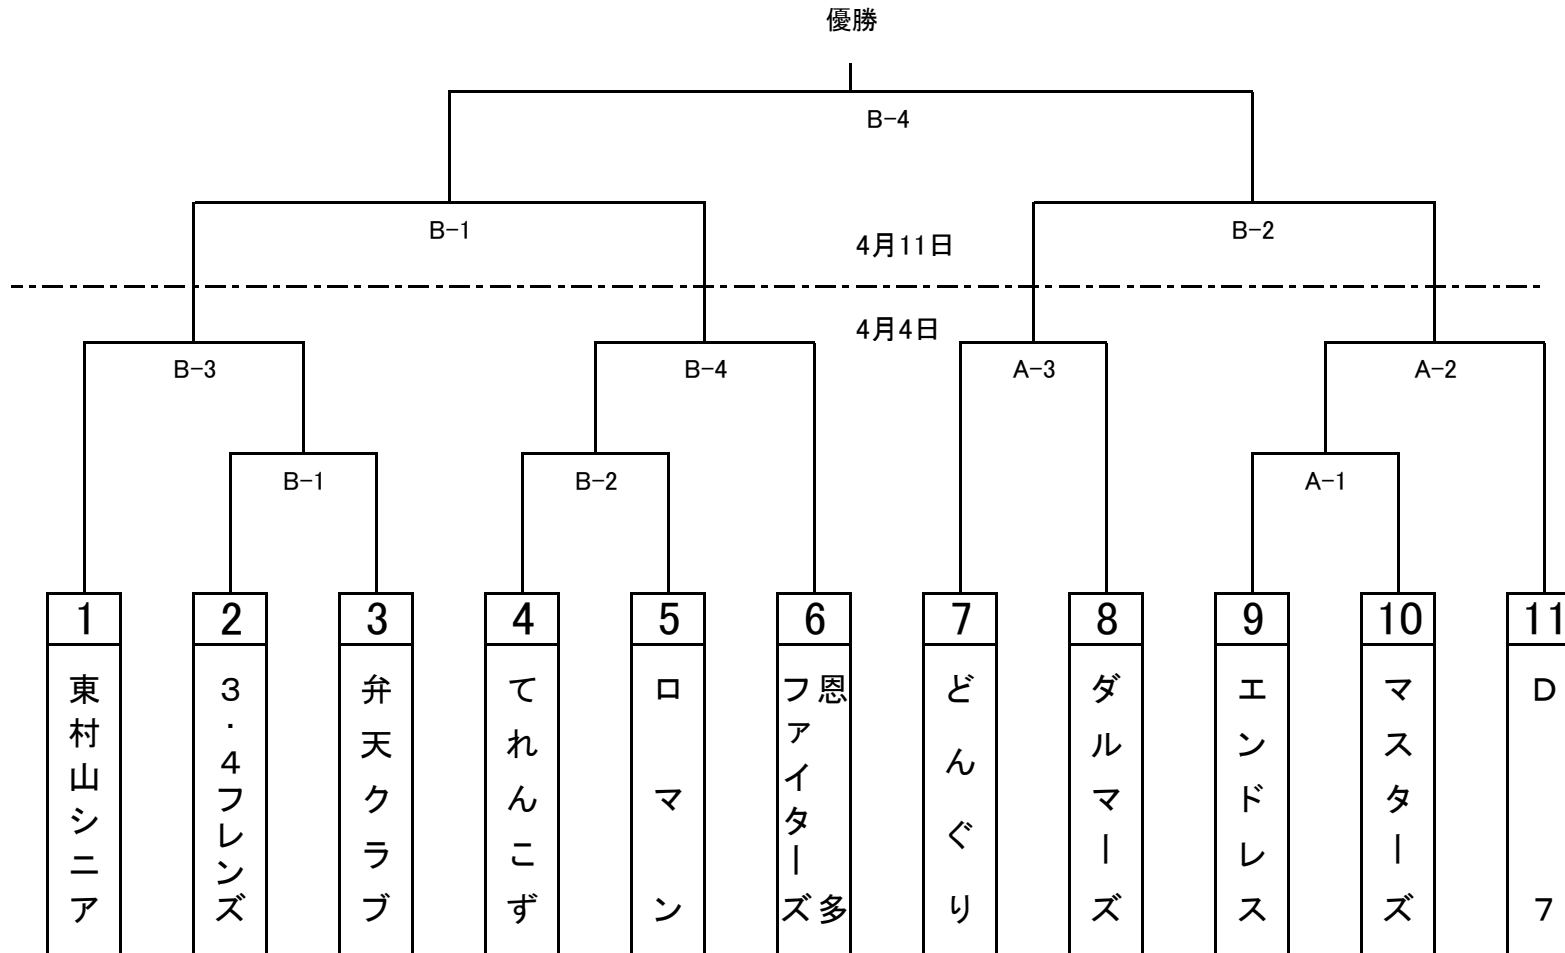 優勝
B-4
B-1
4月11日
B-2
4月4日
B-3
B-4
A-3
A-2
B-1
B-2
A-1
1
2
3
4
5
6
7
8
9
10
11
東村山シニア
３・４フレンズ
弁天クラブ
てれんこず
ロマン
恩多
ファイターズ
どんぐり
ダルマーズ
エンドレス
マスターズ
Ｄ７